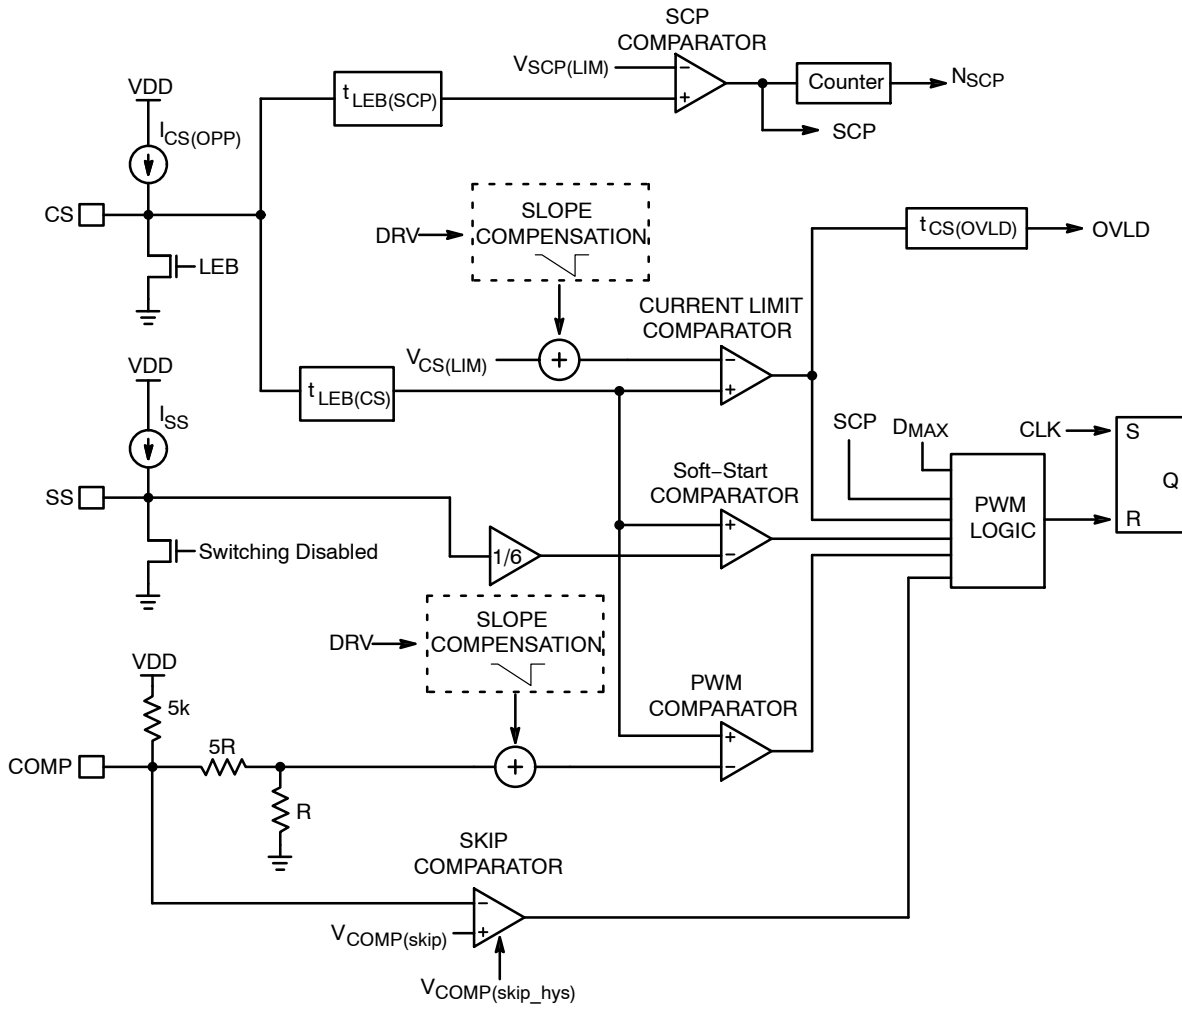 SCP
COMPARATOR
VSCP(LIM)
−
+
tLEB(SCP)
Counter
NSCP
SCP
VDD
ICS(OPP)
CS
LEB
SLOPE
COMPENSATION
DRV
tCS(OVLD)
OVLD
CURRENT LIMIT
COMPARATOR
VCS(LIM)
+
−
+
tLEB(CS)
VDD
ISS
SS
Switching Disabled
1/6
Soft−Start
COMPARATOR
+
−
SCP
DMAX
PWM
LOGIC
CLK
S
Q
R
SLOPE
COMPENSATION
DRV
PWM
COMPARATOR
+
−
VDD
5k
COMP
5R
R
+
SKIP
COMPARATOR
−
+
VCOMP(skip)
VCOMP(skip_hys)